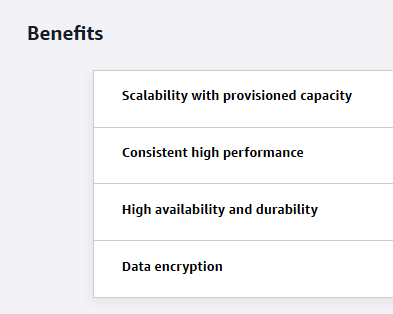 Benefits
Scalability with provisioned capacity
Consistent high performance
High availability and durability
Data encryption